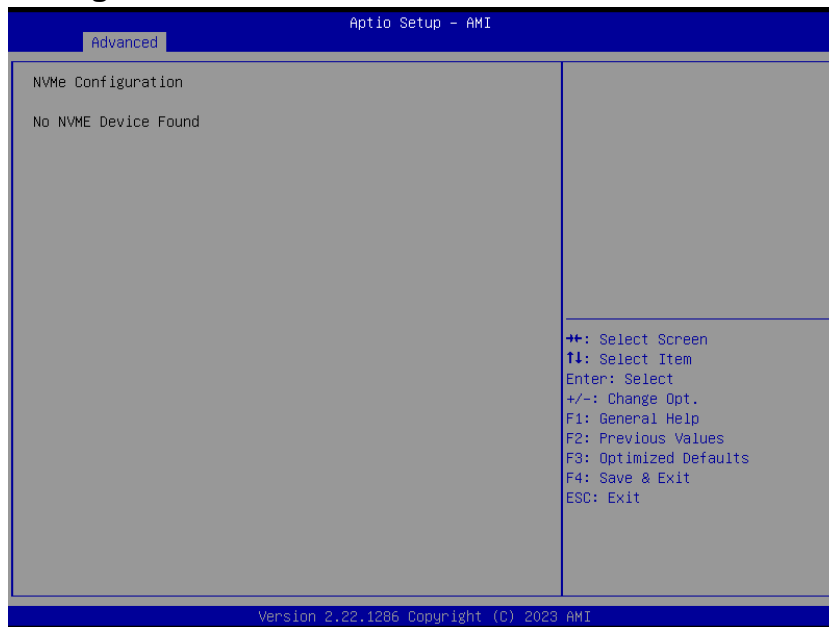 Aptio Setup – AMI
Advanced
NVMe Configuration
No NVME Device Found
→←: Select Screen
↑↓: Select Item
Enter: Select
+/-: Change Opt.
F1: General Help
F2: Previous Values
F3: Optimized Defaults
F4: Save & Exit
ESC: Exit
Version 2.22.1286 Copyright (C) 2023 AMI